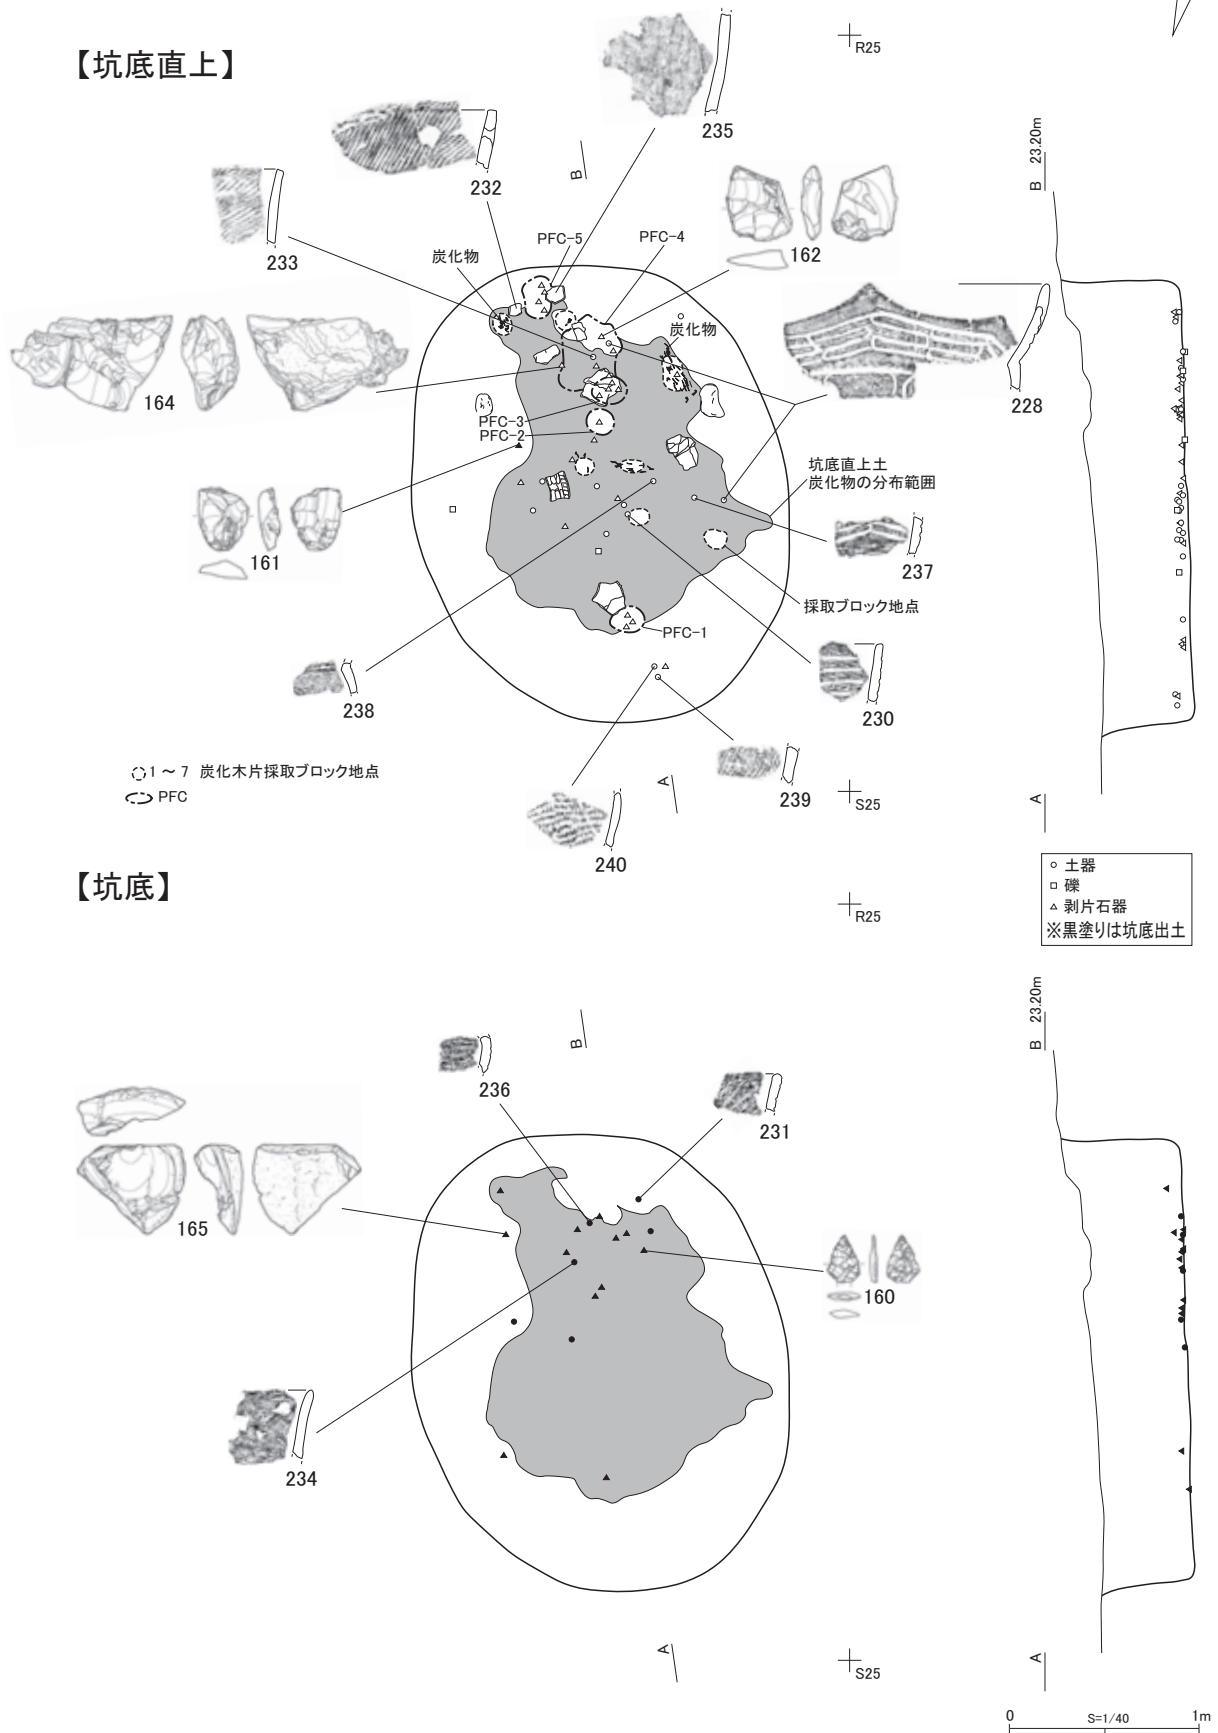 【坑底直上】
R25
235
232
B
B 23.20m
233
PFC-5
PFC-4
炭化物
162
炭化物
164
228
PFC-3
PFC-2
坑底直上土
炭化物の分布範囲
161
237
採取ブロック地点
PFC-1
238
230
1～7 炭化木片採取ブロック地点
PFC
239
A
S25
A
240
○ 土器
□ 礫
△ 剥片石器
※黒塗りは坑底出土
【坑底】
R25
B
B 23.20m
236
231
165
160
234
A
S25
A
0 S=1/40 1m